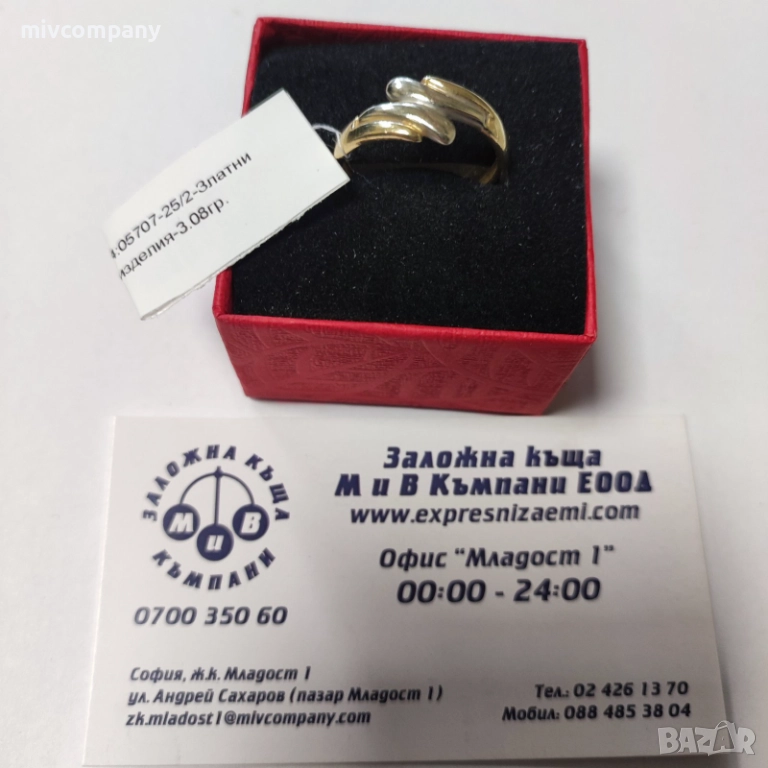 mivcompany
4:05707-25/2-Златни
изделия-3.08гр.
ЗАЛОЖНА КЪЩА
М и В
КЪМПАНИ
0700 350 60
Заложна къща
М и В Къмпани ЕООД
www.expresnizaemi.com
Офис "Младост 1"
00:00 - 24:00
София, ж.к. Младост 1
ул. Андрей Сахаров (пазар Младост 1)
zk.mladost1@mivcompany.com
Тел.: 02 426 13 70
Мобил: 088 485 38 04
BAZAR